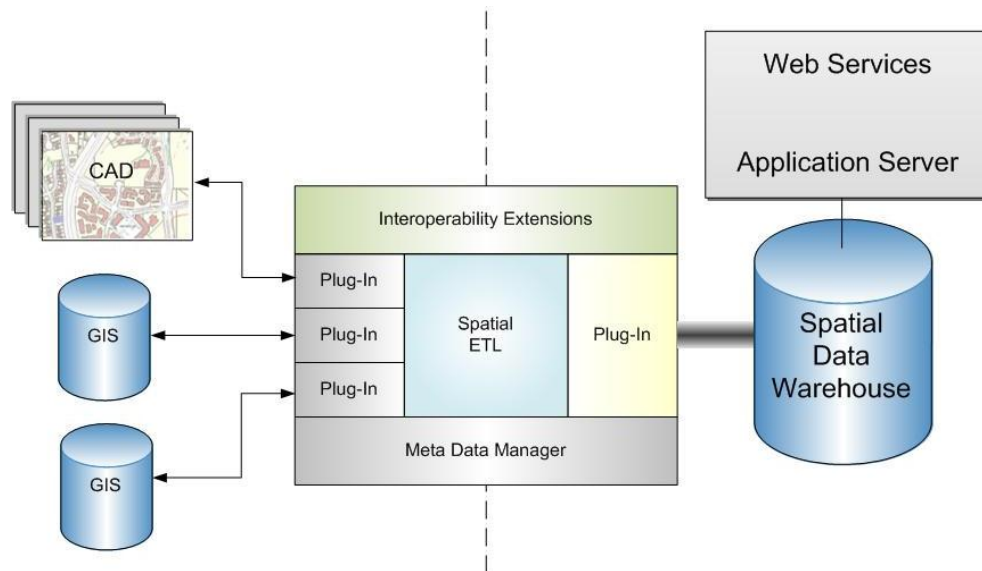 Web Services
Application Server
CAD
Interoperability Extensions
Plug-In
GIS
Plug-In
Plug-In
Spatial
ETL
Plug-In
Spatial
Data
Warehouse
Meta Data Manager
GIS